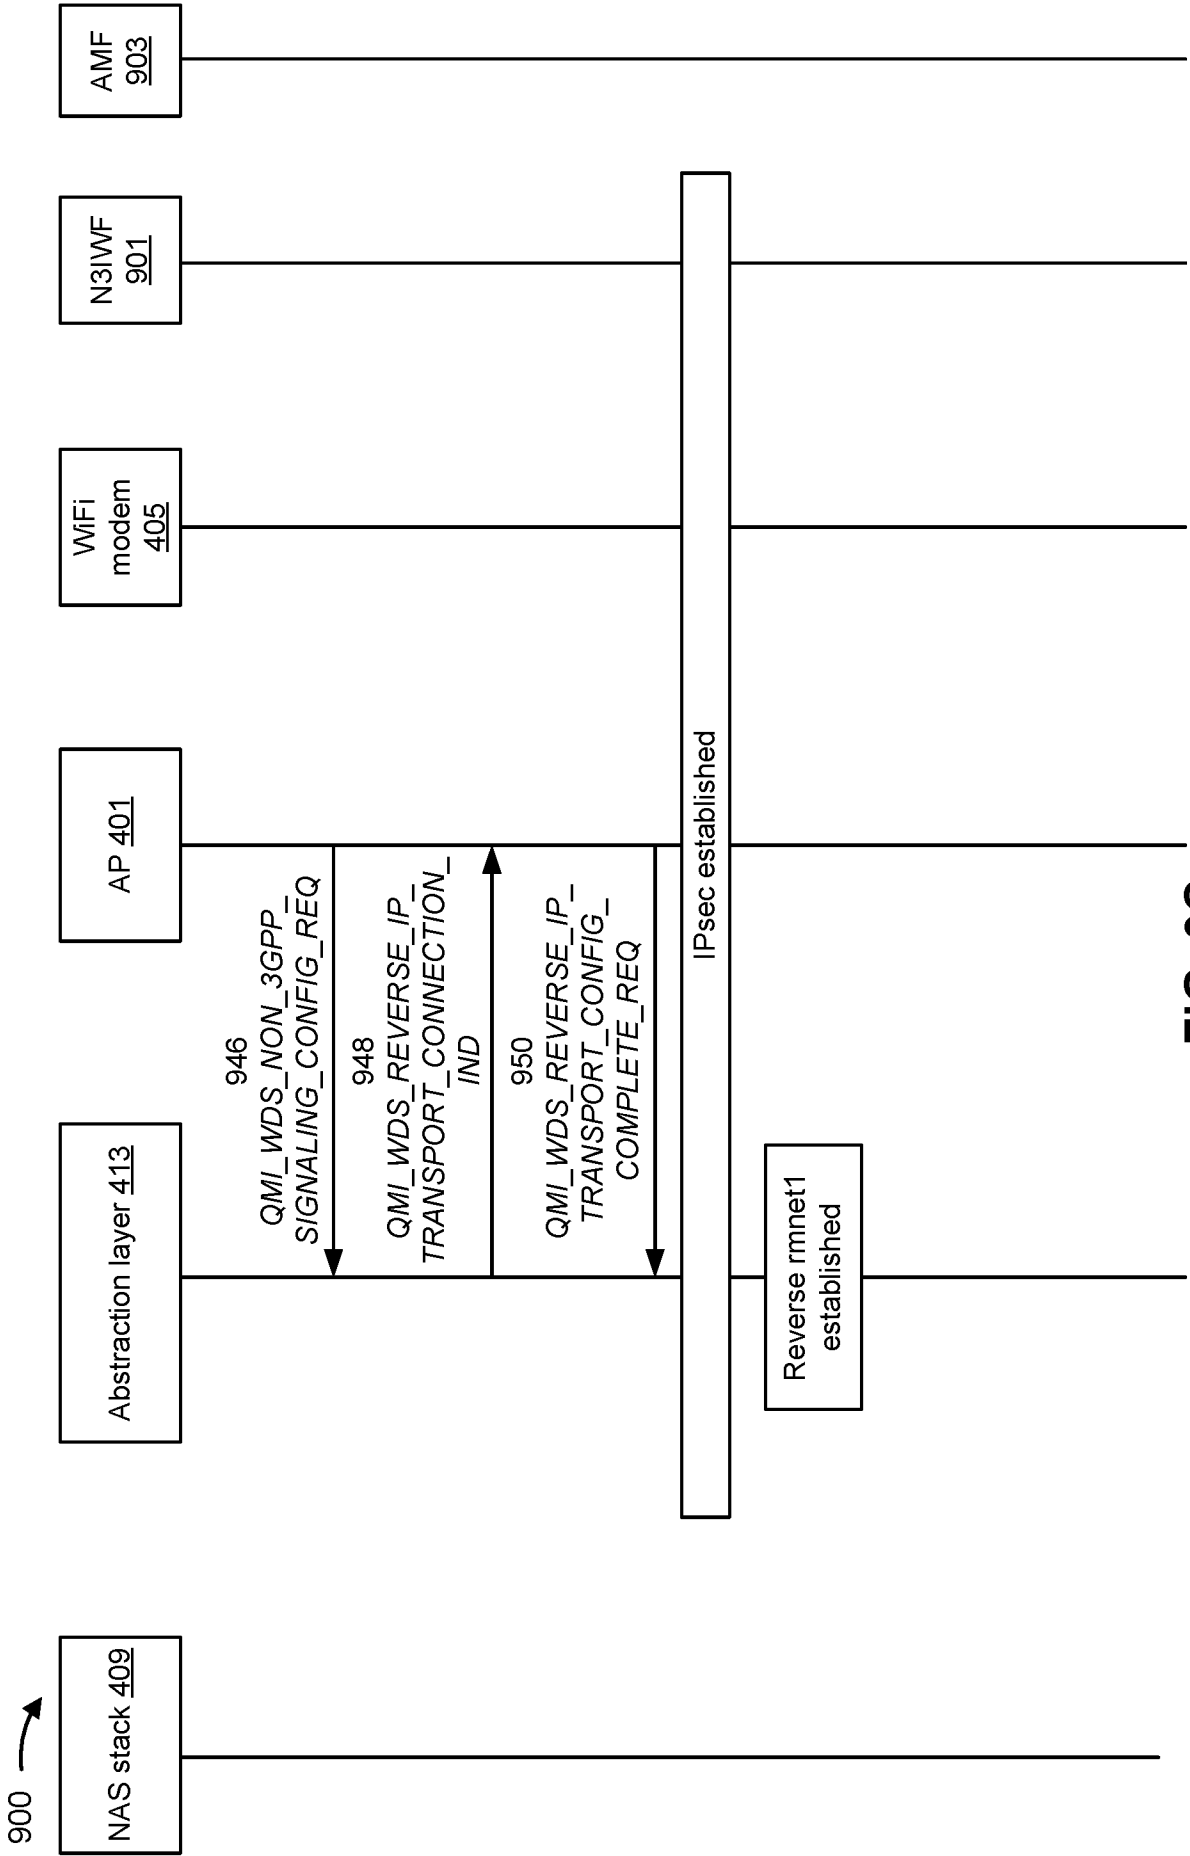 900
NAS stack 409
Abstraction layer 413
AP 401
WiFi
modem
405
N3IWF
901
AMF
903
946
QMI_WDS_NON_3GPP_
SIGNALING_CONFIG_REQ
948
QMI_WDS_REVERSE_IP_
TRANSPORT_CONNECTION_
IND
950
QMI_WDS_REVERSE_IP_
TRANSPORT_CONFIG_
COMPLETE_REQ
IPsec established
Reverse rmnet1
established